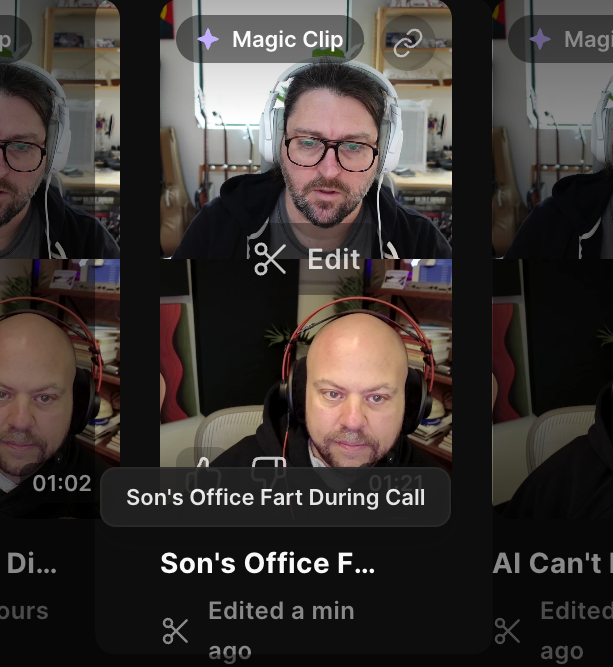 p
Magic Clip
Magi
Edit
01:02
01:21
Son's Office Fart During Call
Di...
Son's Office F...
AI Can't
ours
Edited a min
ago
Edited
ago